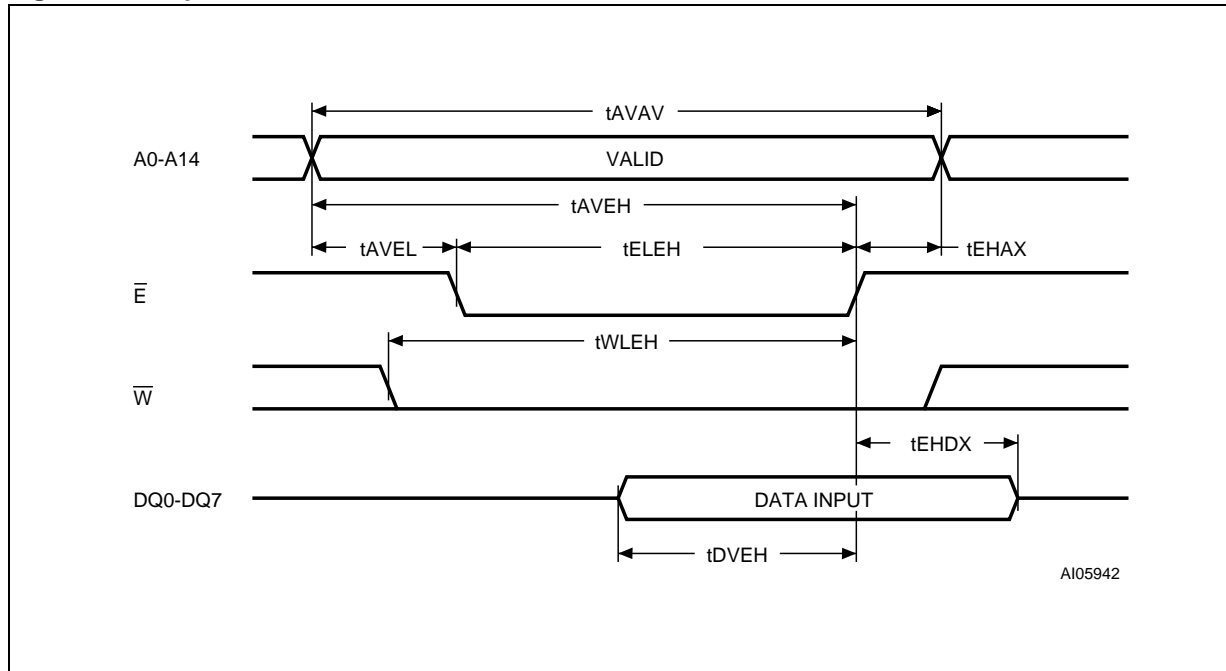 tAVAV
A0-A14
VALID
tAVEH
tAVEL
tELEH
tEHAX
E̅
tWLEH
W̅
tEHDX
DQ0-DQ7
DATA INPUT
tDVEH
AI05942